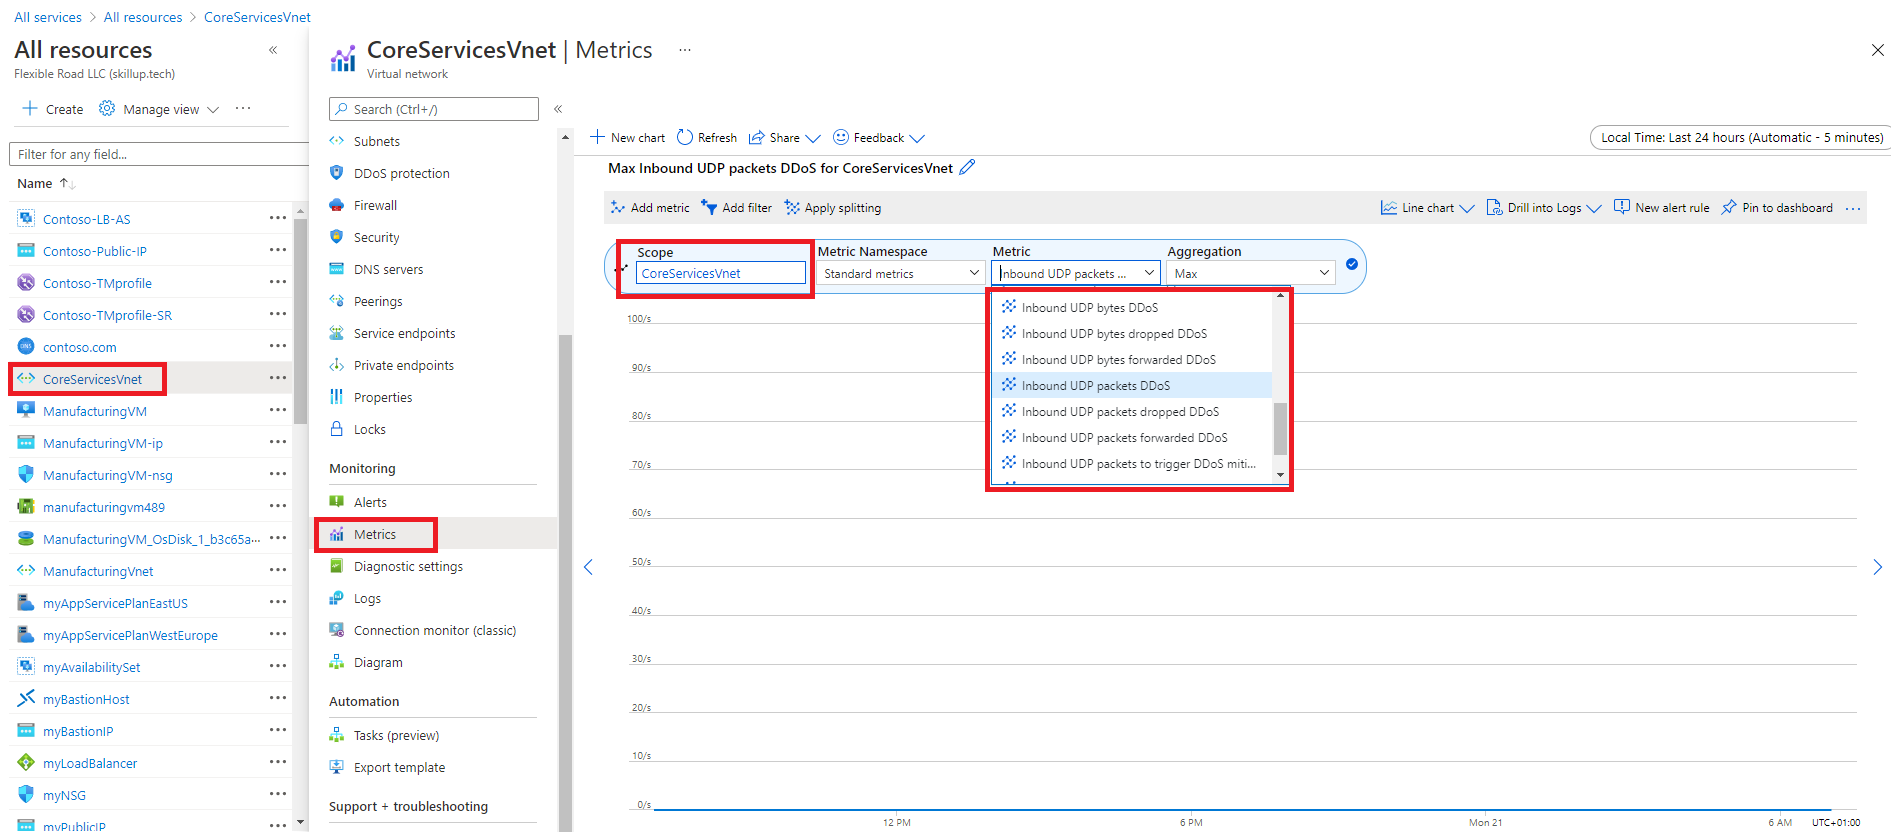 All services > All resources > CoreServicesVnet
All resources
Flexible Road LLC (skillup.tech)
Create
Manage view
Filter for any field...
Name
Contoso-LB-AS
Contoso-Public-IP
Contoso-TMprofile
Contoso-TMprofile-SR
contoso.com
CoreServicesVnet
ManufacturingVM
ManufacturingVM-ip
ManufacturingVM-nsg
manufacturingvm489
ManufacturingVM_OsDisk_1_b3c65a...
ManufacturingVnet
myAppServicePlanEastUS
myAppServicePlanWestEurope
myAvailabilitySet
myBastionHost
myBastionIP
myLoadBalancer
myNSG
myPublicIP
CoreServicesVnet | Metrics
Virtual network
Search (Ctrl+/)
Subnets
DDoS protection
Firewall
Security
DNS servers
Peerings
Service endpoints
Private endpoints
Properties
Locks
Monitoring
Alerts
Metrics
Diagnostic settings
Logs
Connection monitor (classic)
Diagram
Automation
Tasks (preview)
Export template
Support + troubleshooting
New chart
Refresh
Share
Feedback
Local Time: Last 24 hours (Automatic - 5 minutes)
Max Inbound UDP packets DDoS for CoreServicesVnet
Add metric
Add filter
Apply splitting
Line chart
Drill into Logs
New alert rule
Pin to dashboard
Scope
CoreServicesVnet
Metric Namespace
Standard metrics
Metric
Inbound UDP packets ...
Aggregation
Max
Inbound UDP bytes DDoS
Inbound UDP bytes dropped DDoS
Inbound UDP bytes forwarded DDoS
Inbound UDP packets DDoS
Inbound UDP packets dropped DDoS
Inbound UDP packets forwarded DDoS
Inbound UDP packets to trigger DDoS miti...
100/s
90/s
80/s
70/s
60/s
50/s
40/s
30/s
20/s
10/s
0/s
12 PM
6 PM
Mon 21
6 AM
UTC+01:00